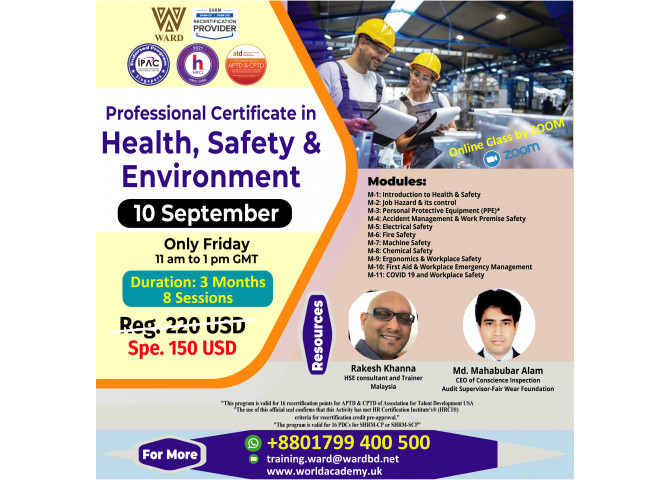 WARD
SHRM
SHRM-CP | SHRM-SCP
RECERTIFICATION
PROVIDER
IPAC
2021
HRCI
atd
APTD & CPTD
Professional Certificate in
Health, Safety &
Environment
10 September
Only Friday
11 am to 1 pm GMT
Duration: 3 Months
8 Sessions
Reg. 220 USD
Spe. 150 USD
Online Class by ZOOM
zoom
Modules:
M-1: Introduction to Health & Safety
M-2: Job Hazard & its control
M-3: Personal Protective Equipment (PPE)*
M-4: Accident Management & Work Premise Safety
M-5: Electrical Safety
M-6: Fire Safety
M-7: Machine Safety
M-8: Chemical Safety
M-9: Ergonomics & Workplace Safety
M-10: First Aid & Workplace Emergency Management
M-11: COVID 19 and Workplace Safety
Resources
Rakesh Khanna
HSE consultant and Trainer
Malaysia
Md. Mahabubar Alam
CEO of Conscience Inspection
Audit Supervisor-Fair Wear Foundation
"This program is valid for 16 recertification points for APTD & CPTD of Association for Talent Development USA
"The use of this official seal confirms that this Activity has met HR Certification Institute's® (HRCI®)
criteria for recertification credit pre-approval."
"The program is valid for 16 PDCs for SHRM-CP or SHRM-SCP"
For More
+8801799 400 500
training.ward@wardbd.net
www.worldacademy.uk